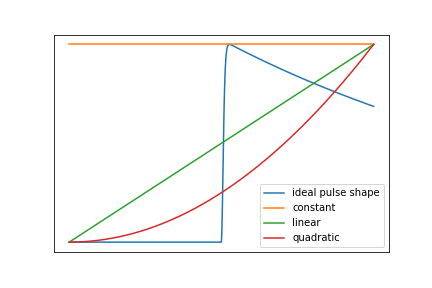 ideal pulse shape
constant
linear
quadratic